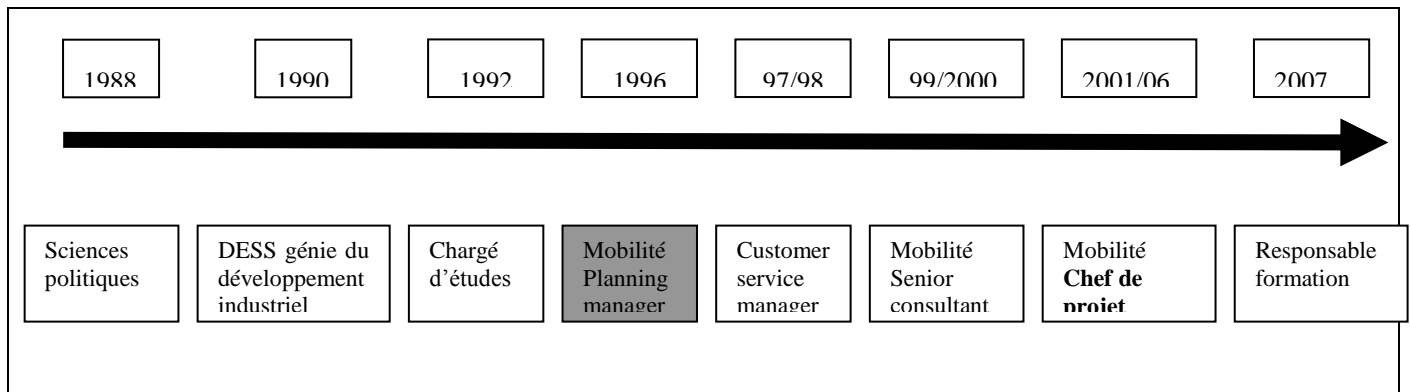 1988
1990
1992
1996
97/98
99/2000
2001/06
2007
Sciences
politiques
DESS génie du
développement
industriel
Chargé
d’études
Mobilité
Planning
manager
Customer
service
manager
Mobilité
Senior
consultant
Mobilité
Chef de
projet
Responsable
formation